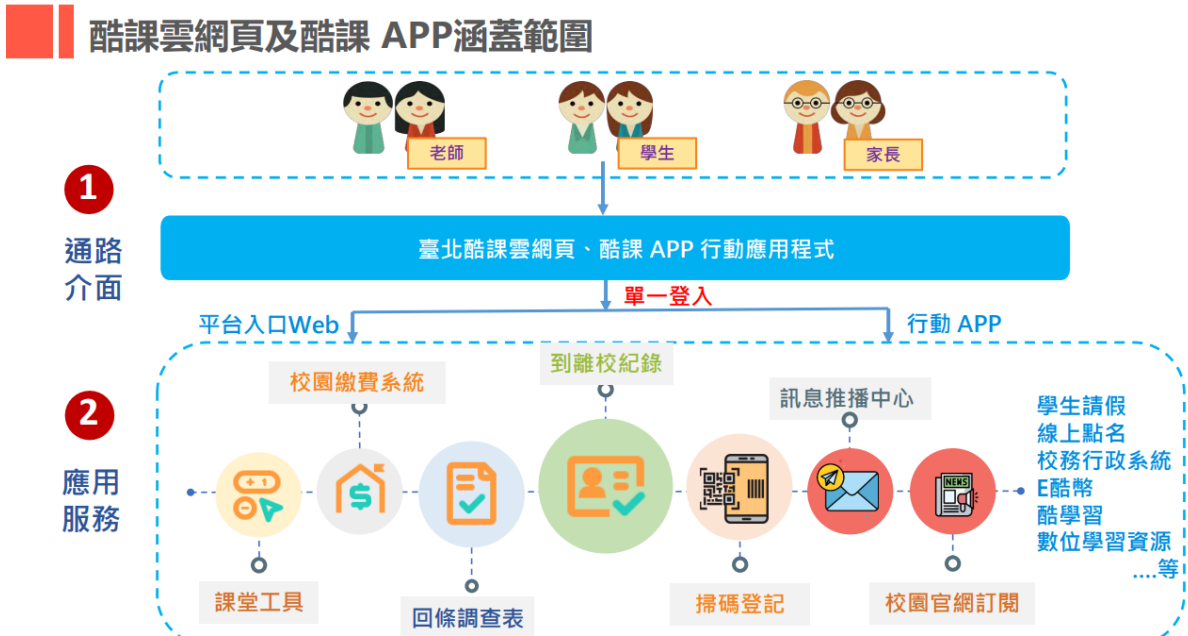 酷課雲網頁及酷課 APP涵蓋範圍
老師
學生
家長
1
通路
介面
臺北酷課雲網頁、酷課 APP 行動應用程式
單一登入
平台入口Web
行動 APP
2
應用
服務
校園繳費系統
到離校紀錄
訊息推播中心
NEWS
課堂工具
回條調查表
掃碼登記
校園官網訂閱
學生請假
線上點名
校務行政系統
E酷幣
酷學習
數位學習資源
....等